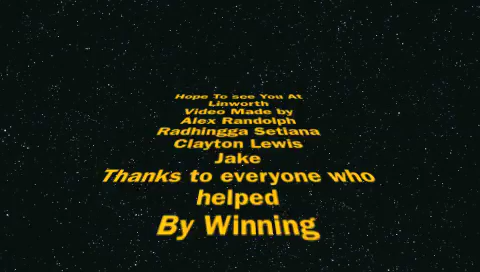 Hope To see You At
Linworth
Video Made by
Alex Randolph
Radhingga Setiana
Clayton Lewis
Jake
Thanks to everyone who
helped
By Winning